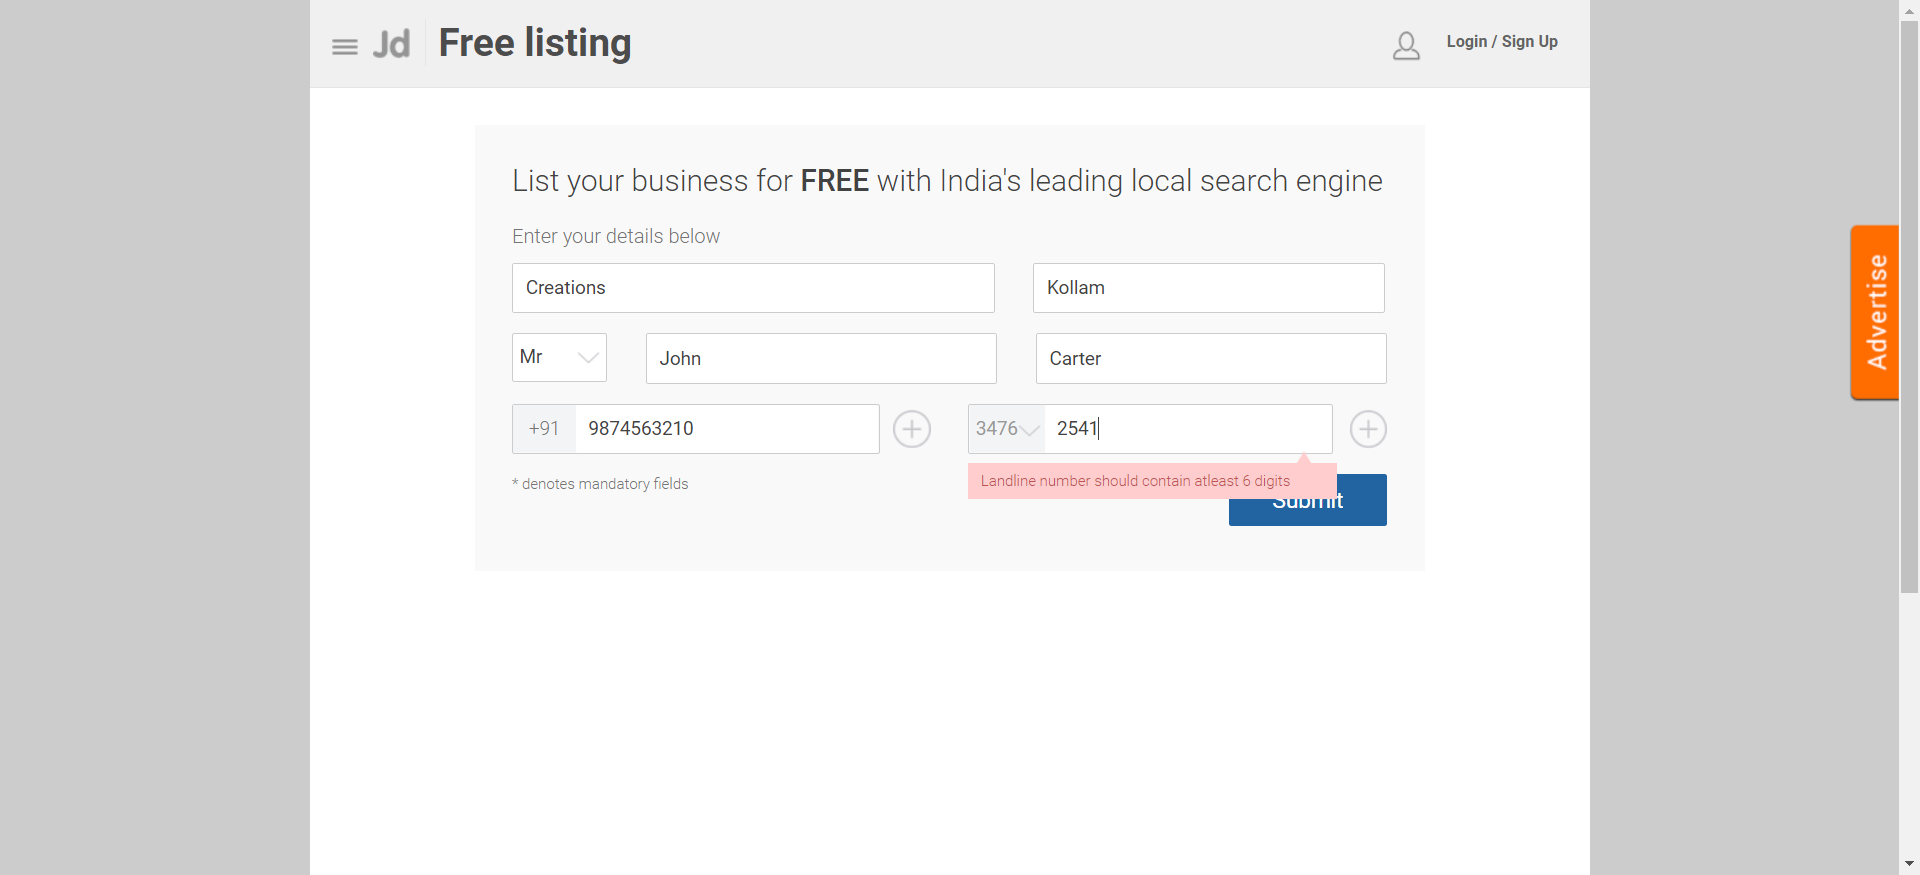 Jd Free listing
Login / Sign Up
List your business for FREE with India's leading local search engine
Enter your details below
Creations
Kollam
Mr
John
Carter
+91
9874563210
3476
2541
* denotes mandatory fields
Landline number should contain atleast 6 digits
Submit
Advertise